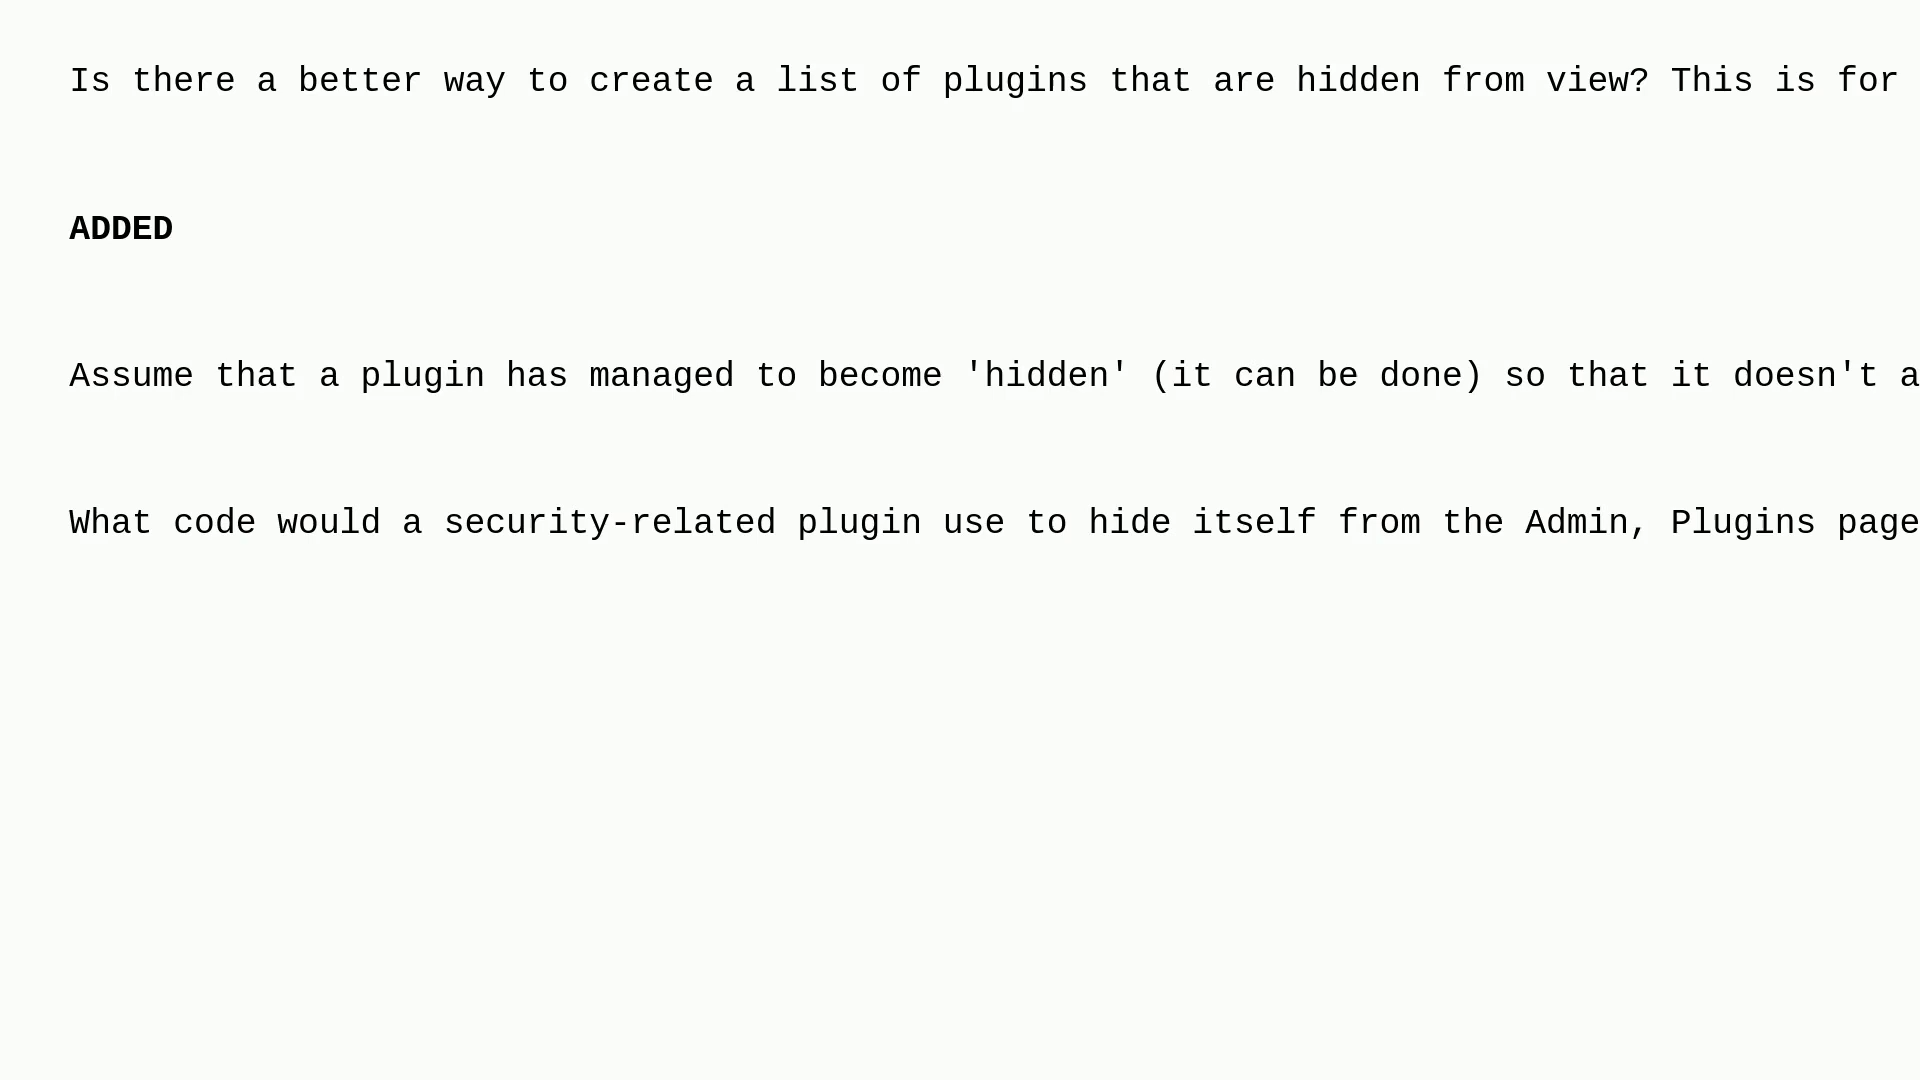 Is there a better way to create a list of plugins that are hidden from view? This is for
ADDED
Assume that a plugin has managed to become 'hidden' (it can be done) so that it doesn't a
What code would a security-related plugin use to hide itself from the Admin, Plugins page